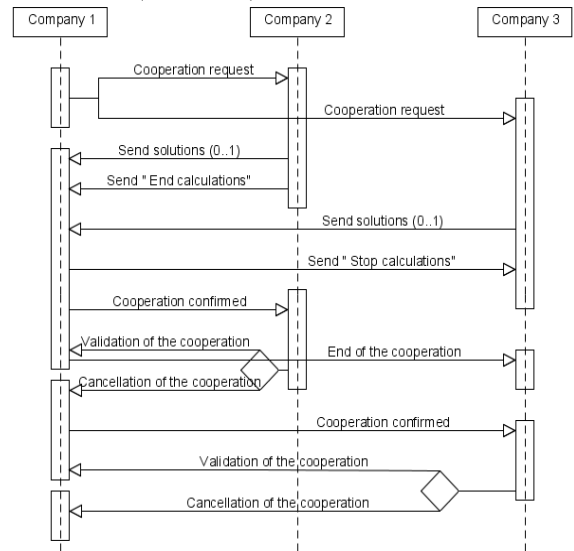 Company 1
Company 2
Company 3
Cooperation request
Cooperation request
Send solutions (0..1)
Send " End calculations"
Send solutions (0..1)
Send " Stop calculations"
Cooperation confirmed
Validation of the cooperation
End of the cooperation
Cancellation of the cooperation
Cooperation confirmed
Validation of the cooperation
Cancellation of the cooperation